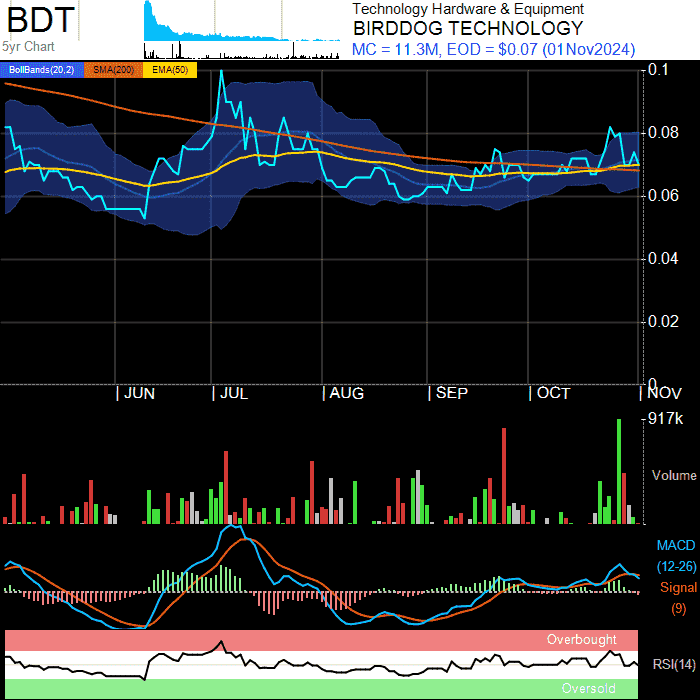 BDT
5yr Chart
Technology Hardware & Equipment
BIRDDOG TECHNOLOGY
MC = 11.3M, EOD = $0.07 (01Nov2024)
BollBands(20,2) SMA(200) EMA(50)
0.1
0.08
0.06
0.04
0.02
0
JUN JUL AUG SEP OCT NOV
917k
Volume
MACD
(12-26)
Signal
(9)
Overbought
RSI(14)
Oversold